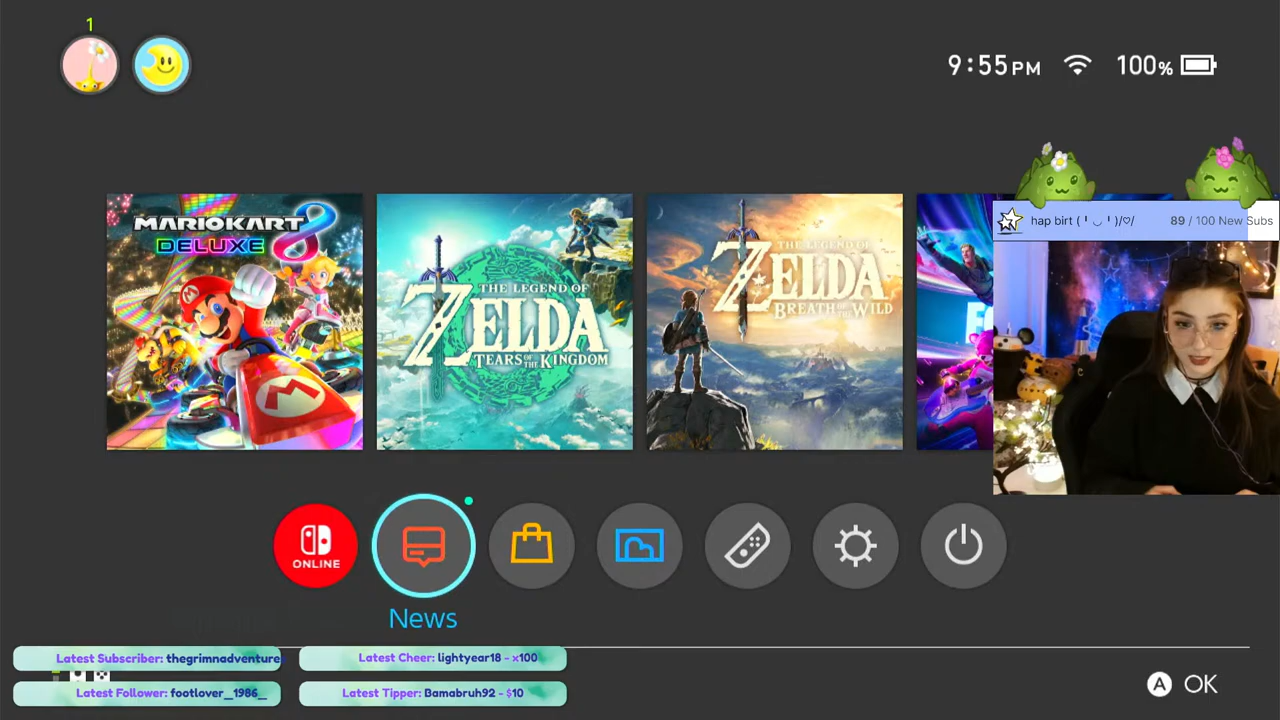 1
9:55PM
100%
MARIOKART 8
DELUXE
THE LEGEND OF
ZELDA
TEARS OF THE KINGDOM
THE LEGEND OF
ZELDA
BREATH OF THE WILD
hap birt ( ╹◡╹)/♡/
89 / 100 New Subs
ONLINE
News
Latest Subscriber: thegrimnadventure
Latest Cheer: lightyear18 - x100
Latest Follower: footlover_1986_
Latest Tipper: Bamabruh92 - $10
A OK